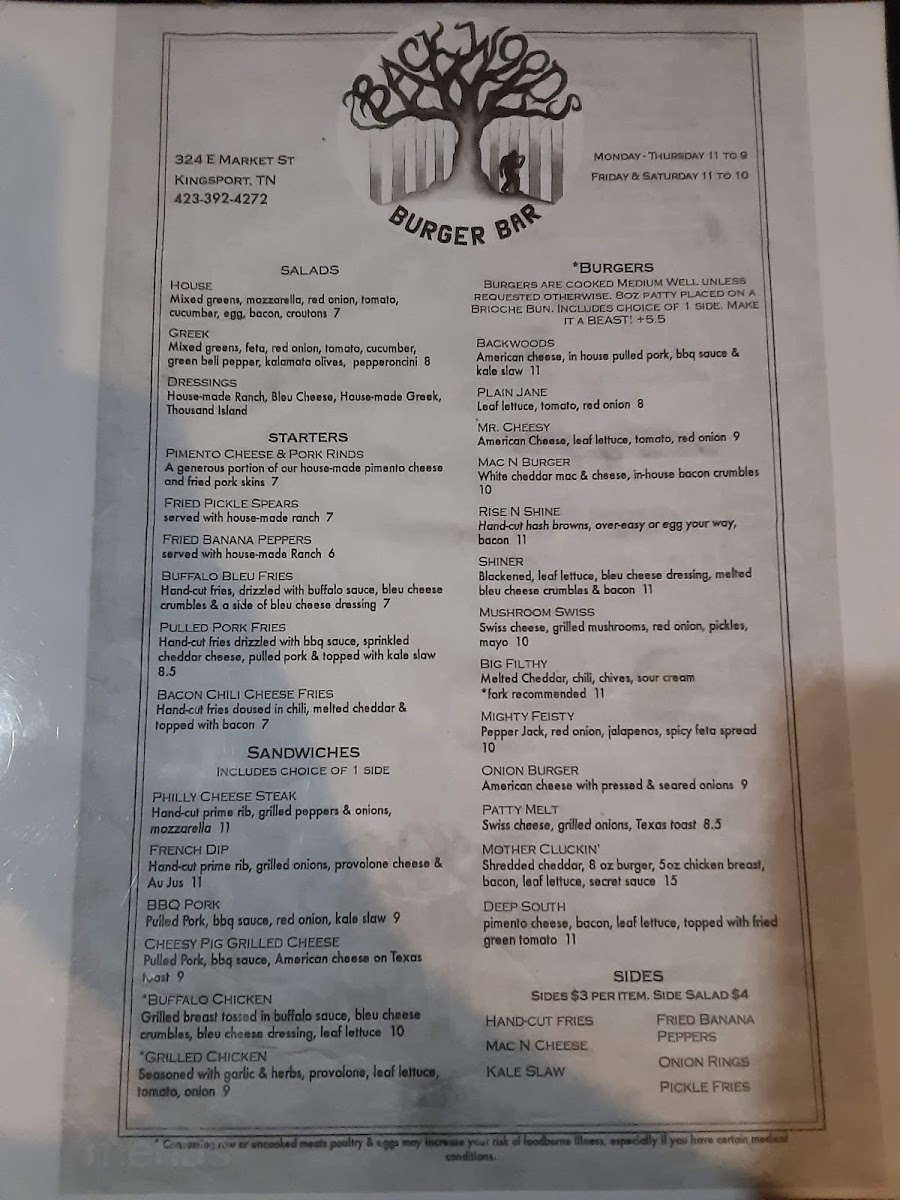 BACKWOODS
BURGER BAR
324 E Market St
Kingsport, TN
423-392-4272
Monday - Thursday 11 to 9
Friday & Saturday 11 to 10
SALADS
House
Mixed greens, mozzarella, red onion, tomato,
cucumber, egg, bacon, croutons 7
Greek
Mixed greens, feta, red onion, tomato, cucumber,
green bell pepper, kalamata olives, pepperoncini 8
Dressings
House-made Ranch, Bleu Cheese, House-made Greek,
Thousand Island
STARTERS
Pimento Cheese & Pork Rinds
A generous portion of our house-made pimento cheese
and fried pork skins 7
Fried Pickle Spears
served with house-made ranch 7
Fried Banana Peppers
served with house-made Ranch 6
Buffalo Bleu Fries
Hand-cut fries, drizzled with buffalo sauce, bleu cheese
crumbles & a side of bleu cheese dressing 7
Pulled Pork Fries
Hand-cut fries drizzled with bbq sauce, sprinkled
cheddar cheese, pulled pork & topped with kale slaw
8.5
Bacon Chili Cheese Fries
Hand-cut fries doused in chili, melted cheddar &
topped with bacon 7
Sandwiches
Includes choice of 1 side
Philly Cheese Steak
Hand-cut prime rib, grilled peppers & onions,
mozzarella 11
French Dip
Hand-cut prime rib, grilled onions, provolone cheese &
Au Jus 11
BBQ Pork
Pulled Pork, bbq sauce, red onion, kale slaw 9
Cheesy Pig Grilled Cheese
Pulled Pork, bbq sauce, American cheese on Texas
toast 9
*Buffalo Chicken
Grilled breast tossed in buffalo sauce, bleu cheese
crumbles, bleu cheese dressing, leaf lettuce 10
*Grilled Chicken
Seasoned with garlic & herbs, provolone, leaf lettuce,
tomato, onion 9
*Burgers
Burgers are cooked Medium Well unless
requested otherwise. 8oz patty placed on a
Brioche Bun. Includes choice of 1 side. Make
it a BEAST! +5.5
Backwoods
American cheese, in house pulled pork, bbq sauce &
kale slaw 11
Plain Jane
Leaf lettuce, tomato, red onion 8
Mr. Cheesy
American Cheese, leaf lettuce, tomato, red onion 9
Mac N Burger
White cheddar mac & cheese, in-house bacon crumbles
10
Rise N Shine
Hand-cut hash browns, over-easy or egg your way,
bacon 11
Shiner
Blackened, leaf lettuce, bleu cheese dressing, melted
bleu cheese crumbles & bacon 11
Mushroom Swiss
Swiss cheese, grilled mushrooms, red onion, pickles,
mayo 10
Big Filthy
Melted Cheddar, chili, chives, sour cream
*fork recommended 11
Mighty Feisty
Pepper Jack, red onion, jalapenos, spicy feta spread
10
Onion Burger
American cheese with pressed & seared onions 9
Patty Melt
Swiss cheese, grilled onions, Texas toast 8.5
Mother Cluckin'
Shredded cheddar, 8 oz burger, 5oz chicken breast,
bacon, leaf lettuce, secret sauce 15
Deep South
pimento cheese, bacon, leaf lettuce, topped with fried
green tomato 11
SIDES
Sides $3 per item. Side Salad $4
Hand-cut fries
Mac N Cheese
Kale Slaw
Fried Banana
Peppers
Onion Rings
Pickle Fries
* Consuming raw or uncooked meats poultry & eggs may increase your risk of foodborne illness, especially if you have certain medical
conditions.